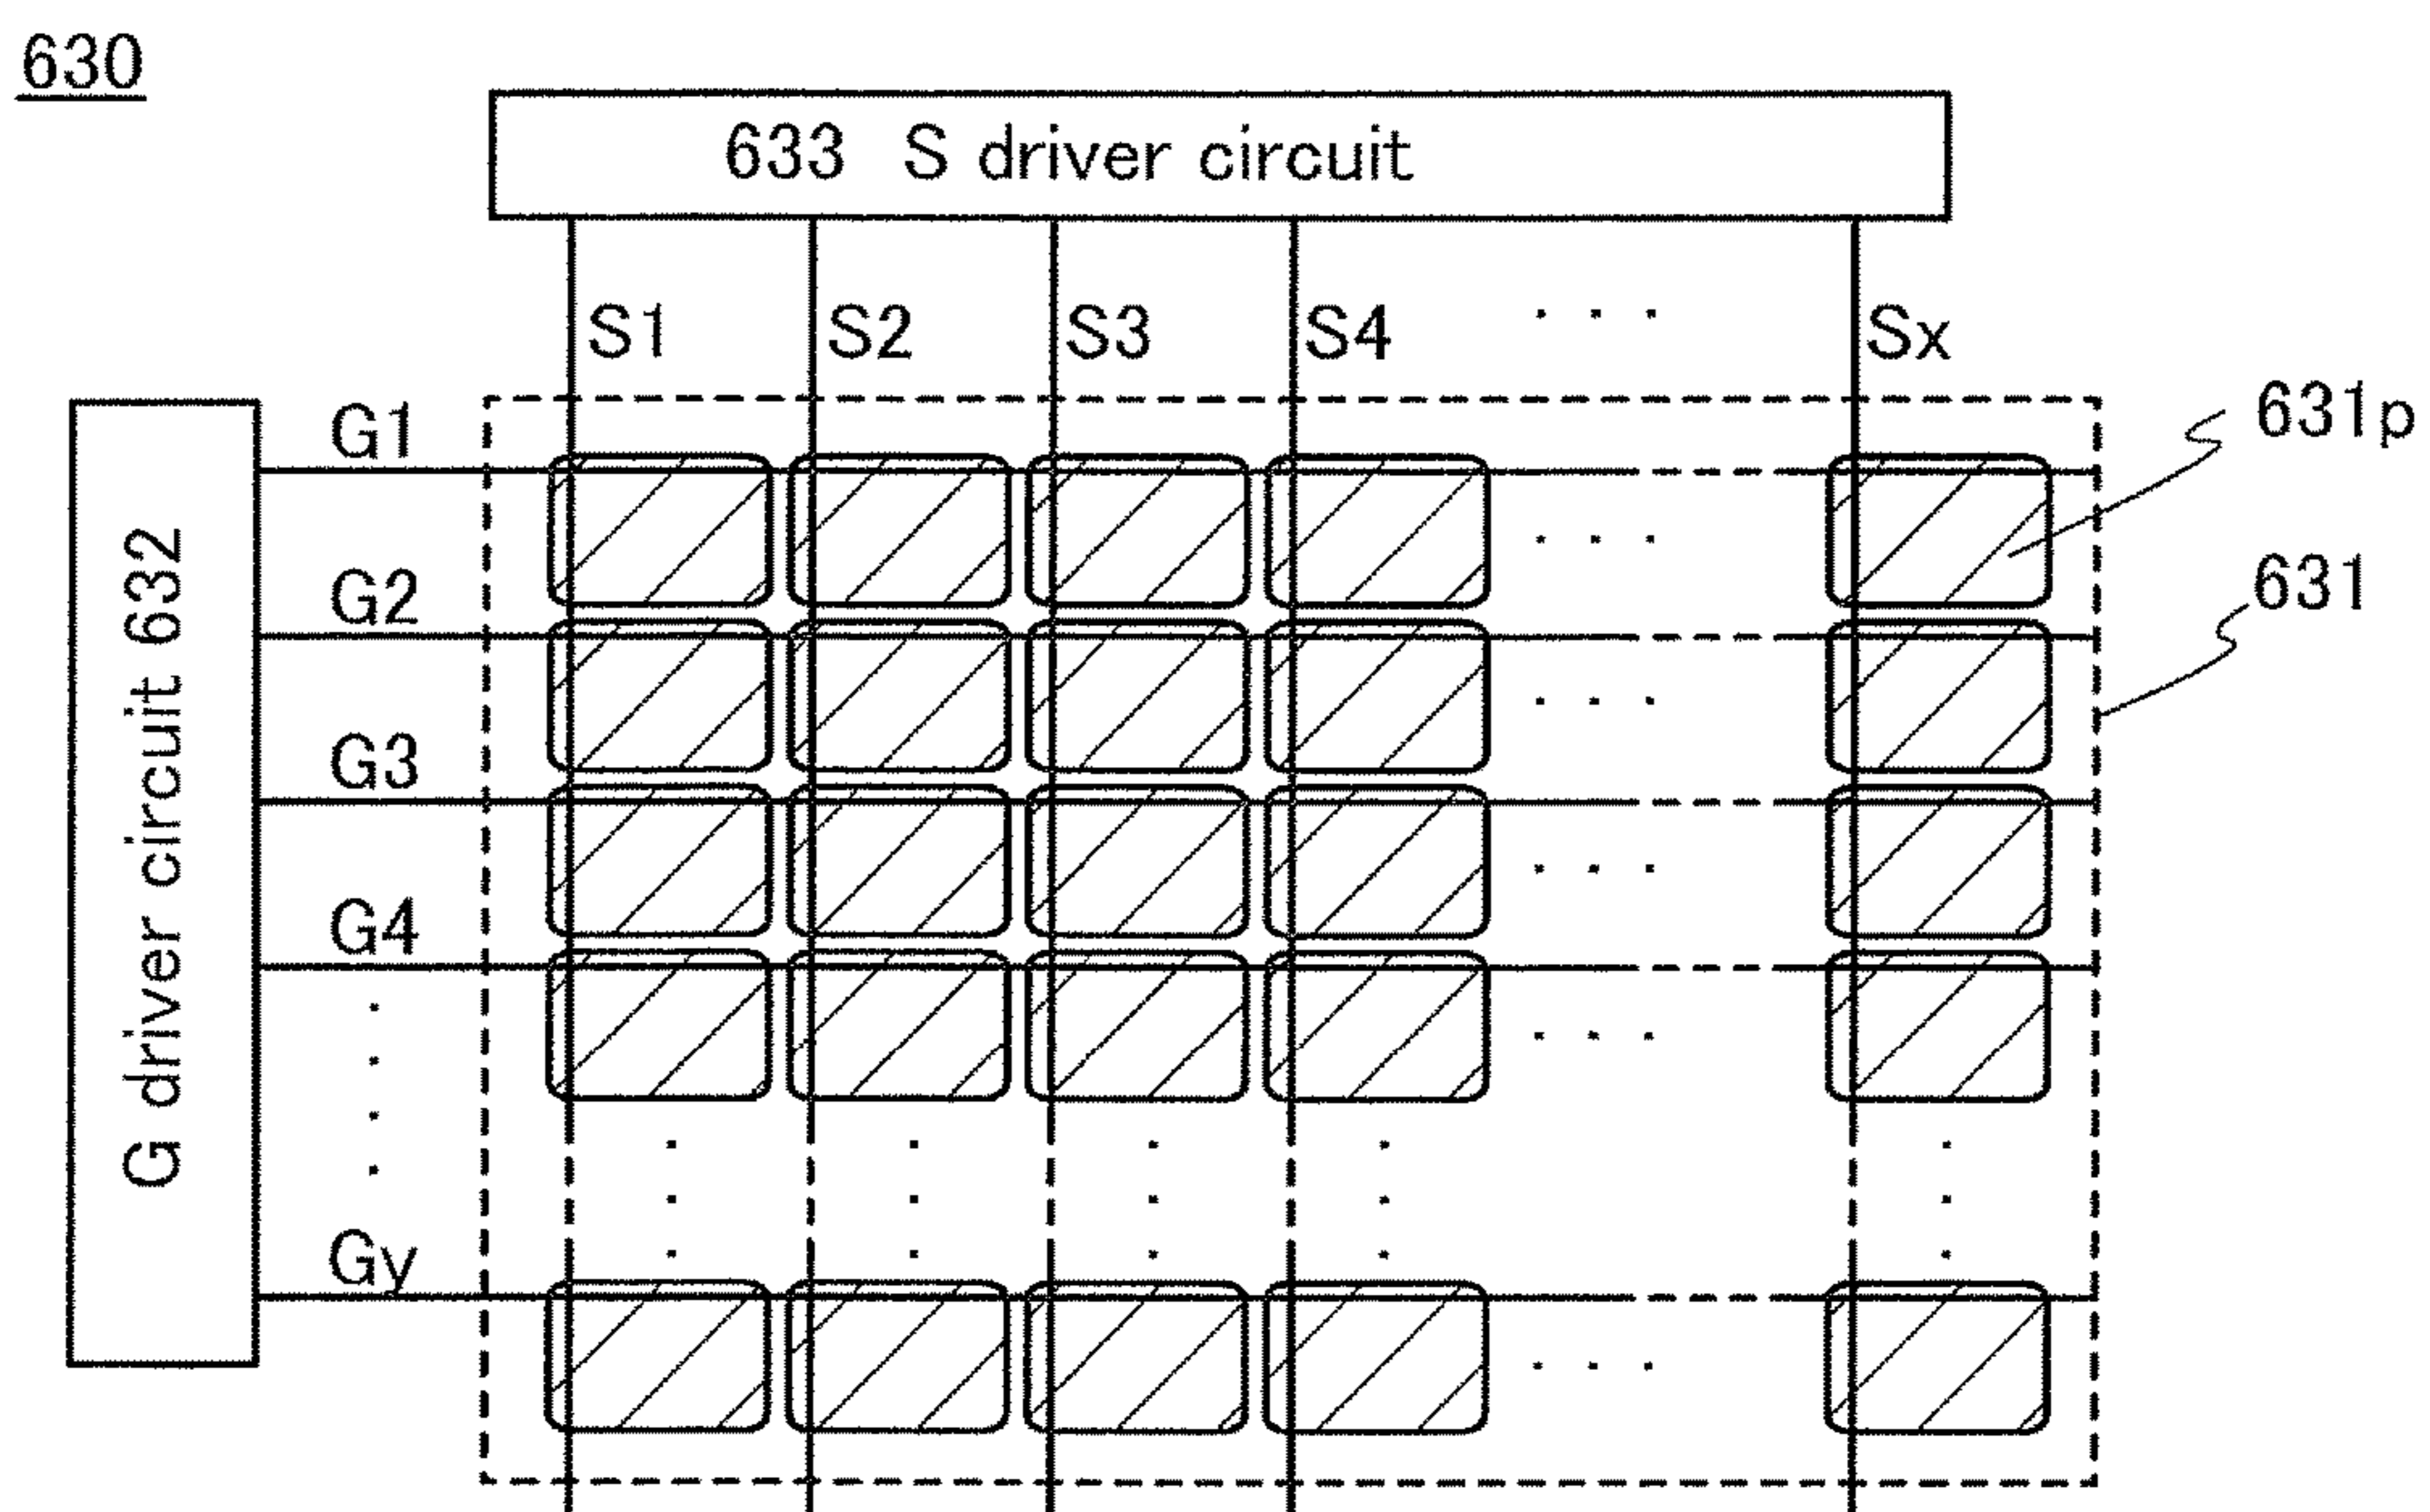 630
633 S driver circuit
S1 S2 S3 S4 . . . Sx
G driver circuit 632
G1
G2
G3
G4
Gy
631p
631